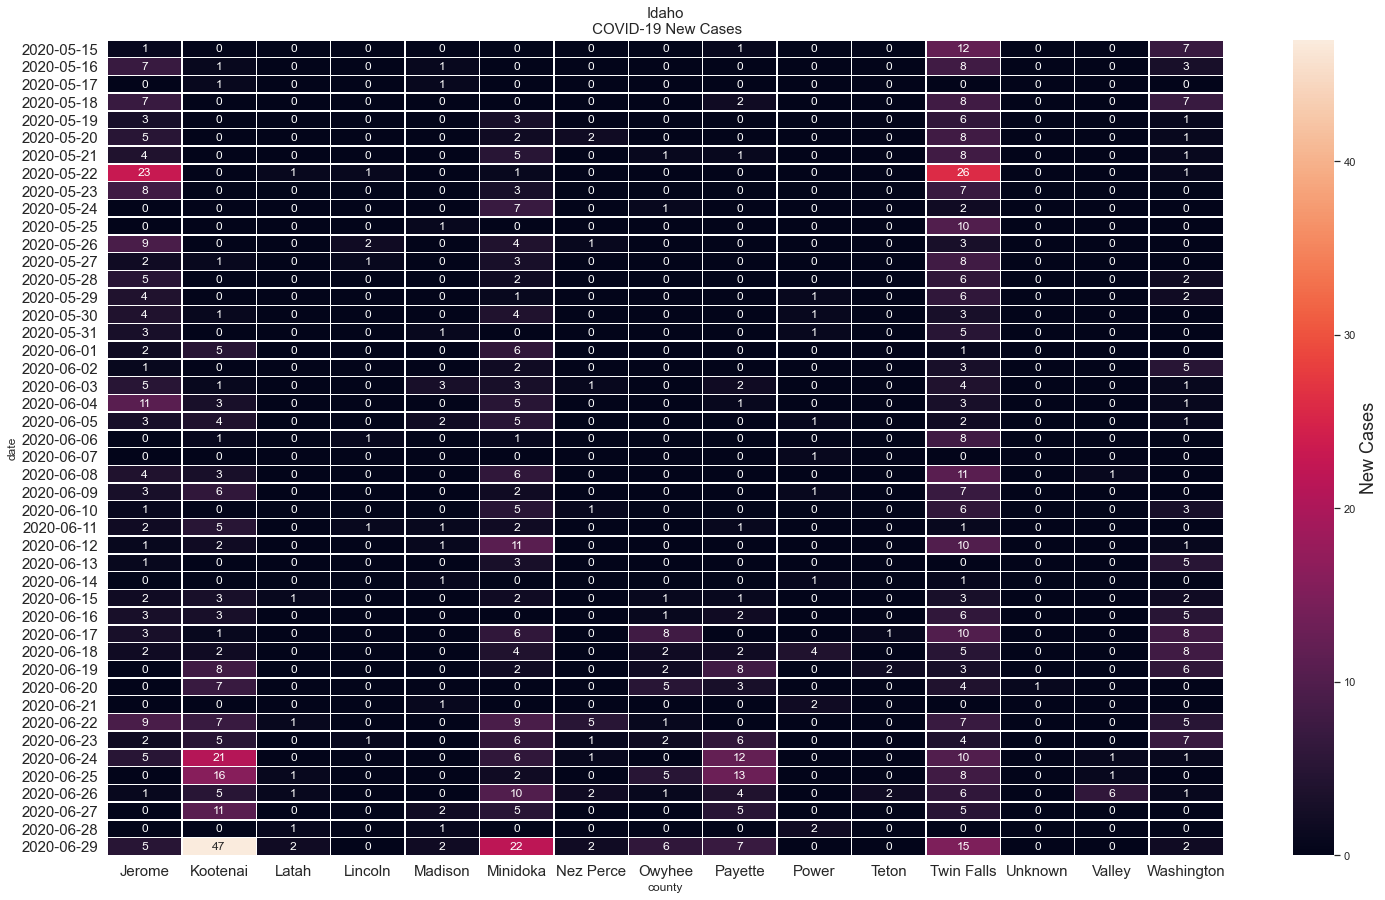 Idaho
COVID-19 New Cases
2020-05-15 1 0 0 0 0 0 0 0 1 0 0 12 0 0 7
2020-05-16 7 1 0 0 1 0 0 0 0 0 0 8 0 0 3
2020-05-17 0 1 0 0 1 0 0 0 0 0 0 0 0 0 0
2020-05-18 7 0 0 0 0 0 0 0 2 0 0 8 0 0 7
2020-05-19 3 0 0 0 0 3 0 0 0 0 0 6 0 0 1
2020-05-20 5 0 0 0 0 2 2 0 0 0 0 8 0 0 1
2020-05-21 4 0 0 0 0 5 0 1 1 0 0 8 0 0 1
2020-05-22 23 0 1 1 0 1 0 0 0 0 0 26 0 0 1
2020-05-23 8 0 0 0 0 3 0 0 0 0 0 7 0 0 0
2020-05-24 0 0 0 0 0 7 0 1 0 0 0 2 0 0 0
2020-05-25 0 0 0 0 1 0 0 0 0 0 0 10 0 0 0
2020-05-26 9 0 0 2 0 4 1 0 0 0 0 3 0 0 0
2020-05-27 2 1 0 1 0 3 0 0 0 0 0 8 0 0 0
2020-05-28 5 0 0 0 0 2 0 0 0 0 0 6 0 0 2
2020-05-29 4 0 0 0 0 1 0 0 0 1 0 6 0 0 2
2020-05-30 4 1 0 0 0 4 0 0 0 1 0 3 0 0 0
2020-05-31 3 0 0 0 1 0 0 0 0 1 0 5 0 0 0
2020-06-01 2 5 0 0 0 6 0 0 0 0 0 1 0 0 0
2020-06-02 1 0 0 0 0 2 0 0 0 0 0 3 0 0 5
2020-06-03 5 1 0 0 3 3 1 0 2 0 0 4 0 0 1
2020-06-04 11 3 0 0 0 5 0 0 1 0 0 3 0 0 1
2020-06-05 3 4 0 0 2 5 0 0 0 1 0 2 0 0 1
2020-06-06 0 1 0 1 0 1 0 0 0 0 0 8 0 0 0
2020-06-07 0 0 0 0 0 0 0 0 0 1 0 0 0 0 0
2020-06-08 4 3 0 0 0 6 0 0 0 0 0 11 0 1 0
2020-06-09 3 6 0 0 0 2 0 0 0 1 0 7 0 0 0
2020-06-10 1 0 0 0 0 5 1 0 0 0 0 6 0 0 3
2020-06-11 2 5 0 1 1 2 0 0 1 0 0 1 0 0 0
2020-06-12 1 2 0 0 1 11 0 0 0 0 0 10 0 0 1
2020-06-13 1 0 0 0 0 3 0 0 0 0 0 0 0 0 5
2020-06-14 0 0 0 0 1 0 0 0 0 1 0 1 0 0 0
2020-06-15 2 3 1 0 0 2 0 1 1 0 0 3 0 0 2
2020-06-16 3 3 0 0 0 0 0 1 2 0 0 6 0 0 5
2020-06-17 3 1 0 0 0 6 0 8 0 0 1 10 0 0 8
2020-06-18 2 2 0 0 0 4 0 2 2 4 0 5 0 0 8
2020-06-19 0 8 0 0 0 2 0 2 8 0 2 3 0 0 6
2020-06-20 0 7 0 0 0 0 0 5 3 0 0 4 1 0 0
2020-06-21 0 0 0 0 1 0 0 0 0 2 0 0 0 0 0
2020-06-22 9 7 1 0 0 9 5 1 0 0 0 7 0 0 5
2020-06-23 2 5 0 1 0 6 1 2 6 0 0 4 0 0 7
2020-06-24 5 21 0 0 0 6 1 0 12 0 0 10 0 1 1
2020-06-25 0 16 1 0 0 2 0 5 13 0 0 8 0 1 0
2020-06-26 1 5 1 0 0 10 2 1 4 0 2 6 0 6 1
2020-06-27 0 11 0 0 2 5 0 0 5 0 0 5 0 0 0
2020-06-28 0 0 1 0 1 0 0 0 0 2 0 0 0 0 0
2020-06-29 5 47 2 0 2 22 2 6 7 0 0 15 0 0 2
Jerome Kootenai Latah Lincoln Madison Minidoka Nez Perce Owyhee Payette Power Teton Twin Falls Unknown Valley Washington
county
date
40
30
20
10
0
New Cases